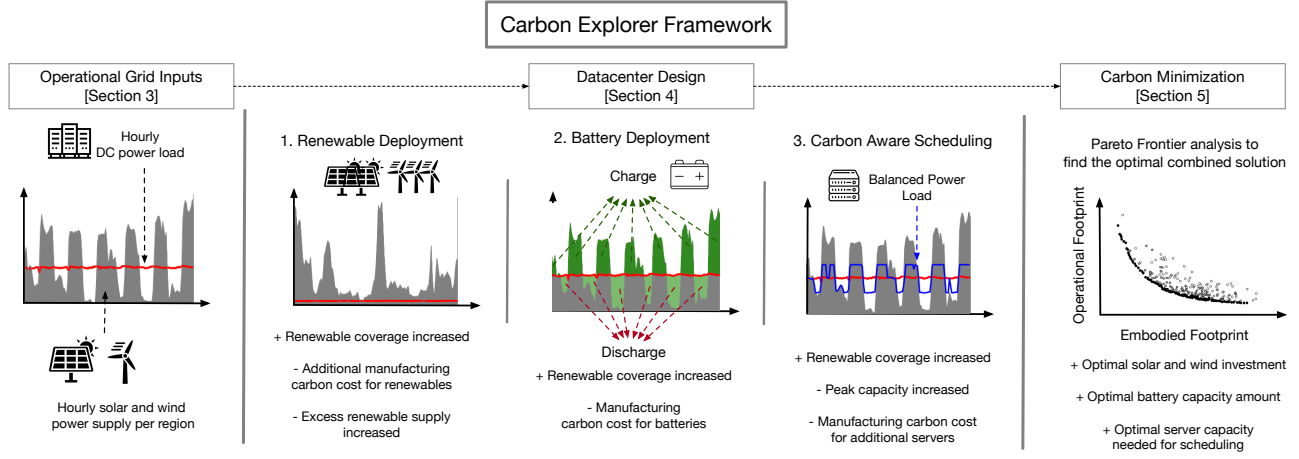 Carbon Explorer Framework
Operational Grid Inputs
[Section 3]
Datacenter Design
[Section 4]
Carbon Minimization
[Section 5]
Hourly
DC power load
Hourly solar and wind
power supply per region
1. Renewable Deployment
+ Renewable coverage increased
- Additional manufacturing
carbon cost for renewables
- Excess renewable supply
increased
2. Battery Deployment
Charge
Discharge
+ Renewable coverage increased
- Manufacturing
carbon cost for batteries
3. Carbon Aware Scheduling
Balanced Power
Load
+ Renewable coverage increased
- Peak capacity increased
- Manufacturing carbon cost
for additional servers
Pareto Frontier analysis to
find the optimal combined solution
Operational Footprint
Embodied Footprint
+ Optimal solar and wind investment
+ Optimal battery capacity amount
+ Optimal server capacity
needed for scheduling